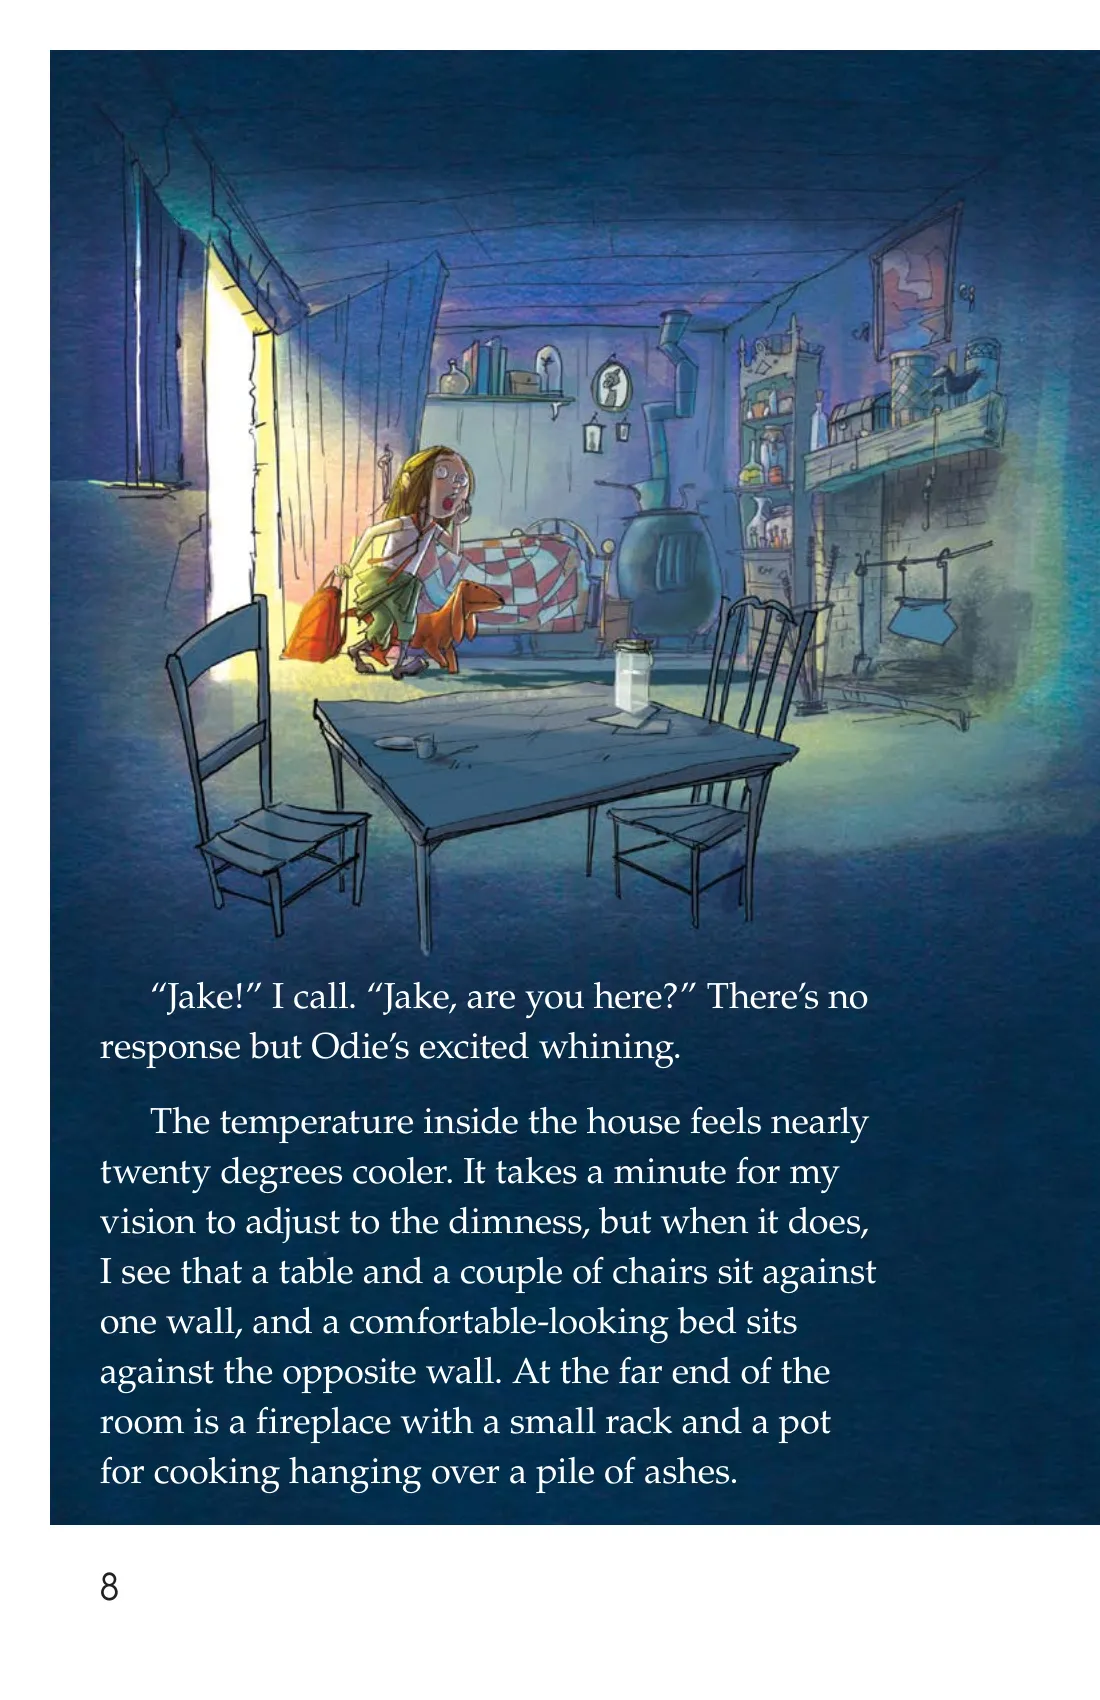 “Jake!” I call. “Jake, are you here?” There’s no
response but Odie’s excited whining.
The temperature inside the house feels nearly
twenty degrees cooler. It takes a minute for my
vision to adjust to the dimness, but when it does,
I see that a table and a couple of chairs sit against
one wall, and a comfortable-looking bed sits
against the opposite wall. At the far end of the
room is a fireplace with a small rack and a pot
for cooking hanging over a pile of ashes.
8